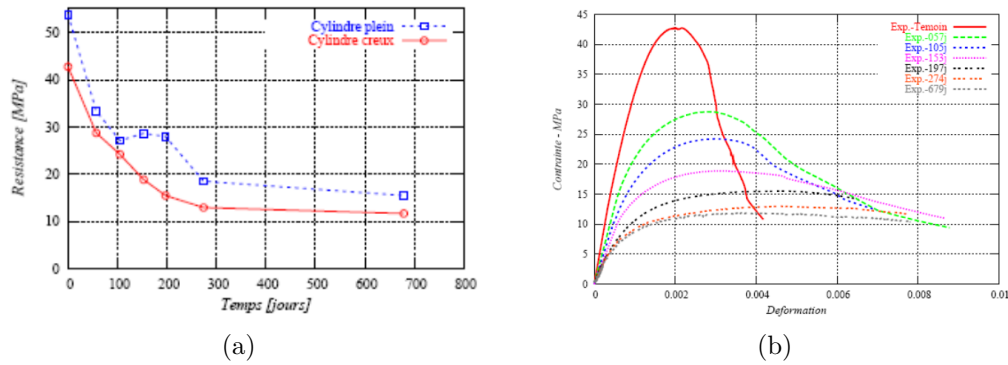 Resistance [MPa]
50
40
30
20
10
0
0 100 200 300 400 500 600 700 800
Temps [jours]
Cylindre plein
Cylindre creux
(a)
Contrainte - MPa
45
40
35
30
25
20
15
10
5
0
0 0.002 0.004 0.006 0.008 0.01
Deformation
Exp.-Temoin
Exp.-057j
Exp.-105j
Exp.-153j
Exp.-197j
Exp.-274j
Exp.-679j
(b)